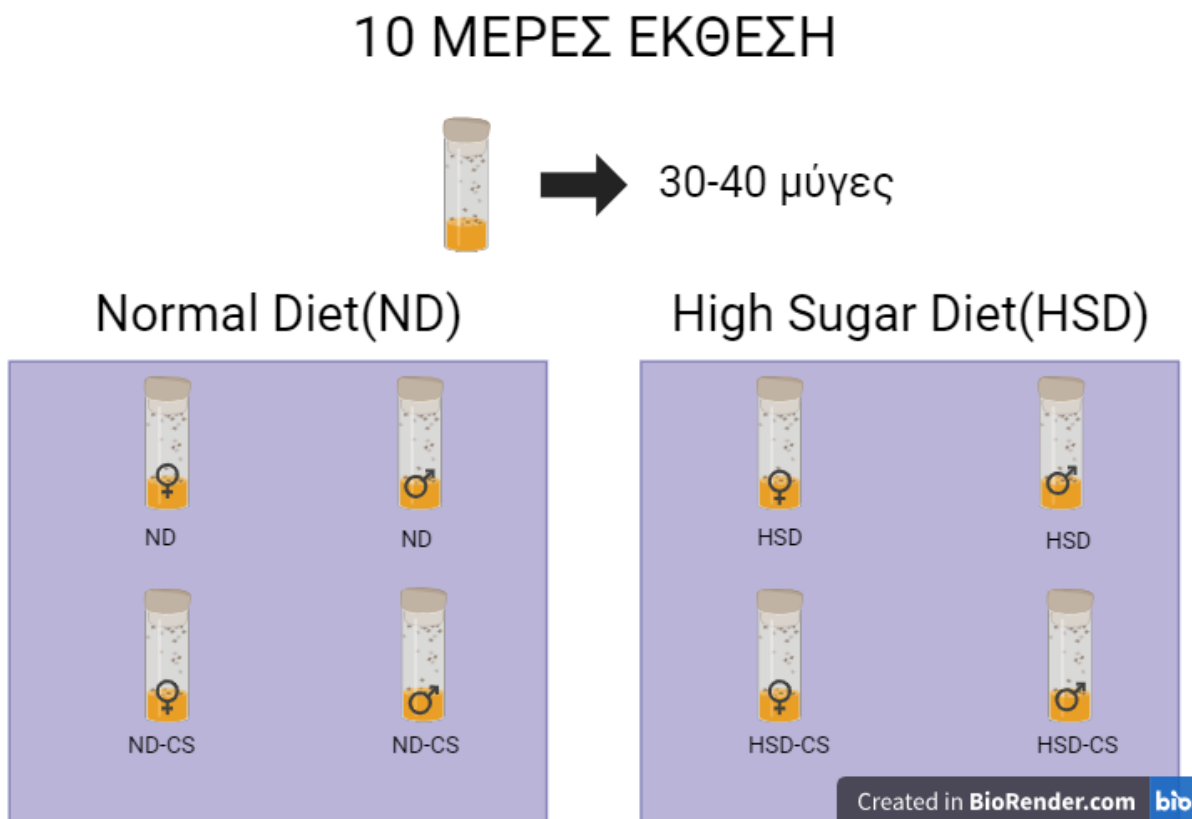 10 ΜΕΡΕΣ ΕΚΘΕΣΗ
30-40 μύγες
Normal Diet(ND)
High Sugar Diet(HSD)
ND
ND
HSD
HSD
ND-CS
ND-CS
HSD-CS
HSD-CS
Created in BioRender.com bio